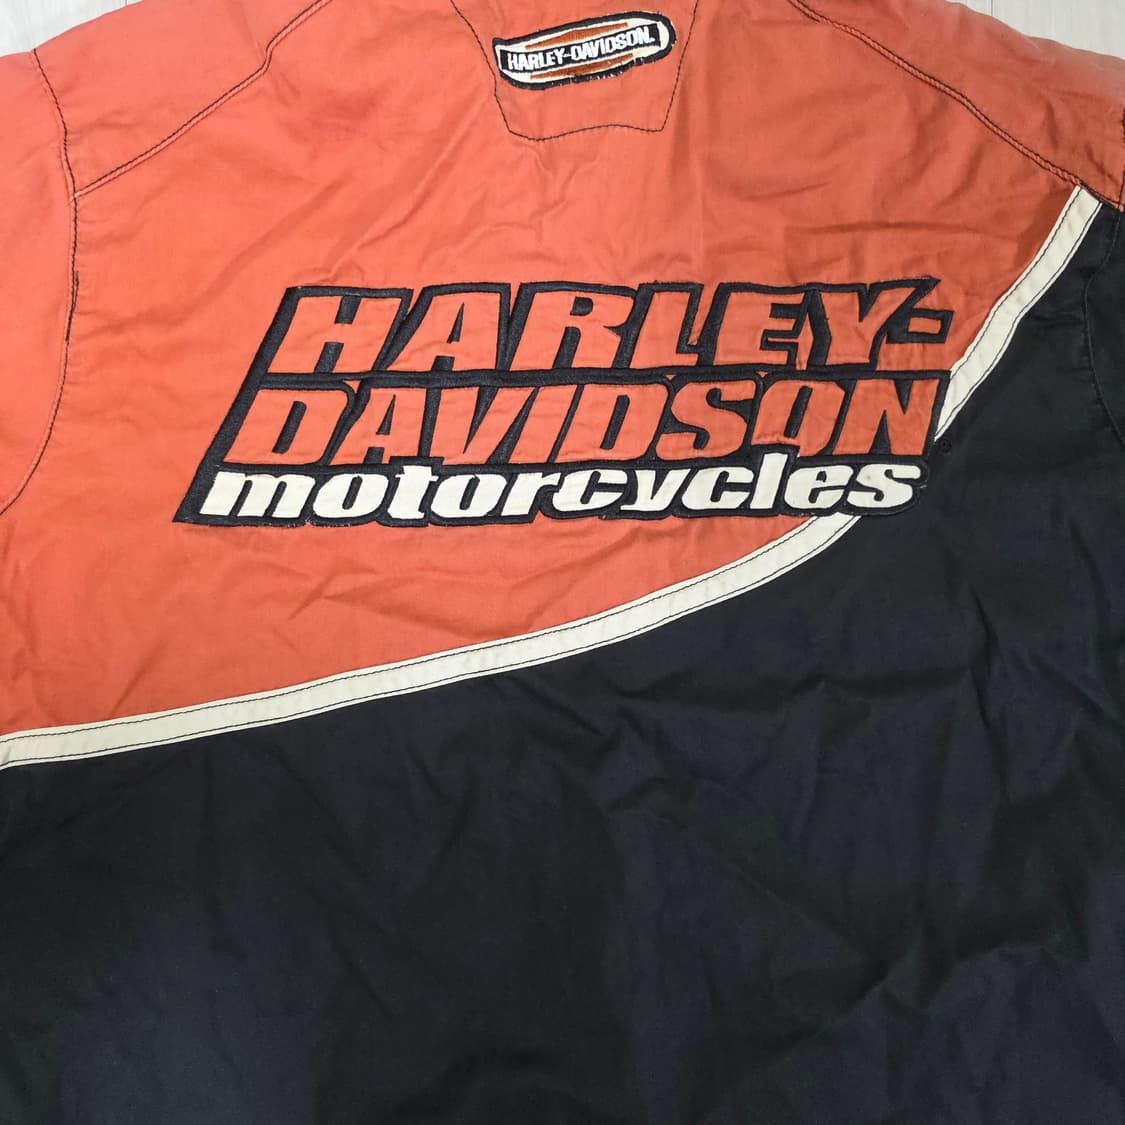 HARLEY-DAVIDSON.
HARLEY-
DAVIDSON
motorcycles
®